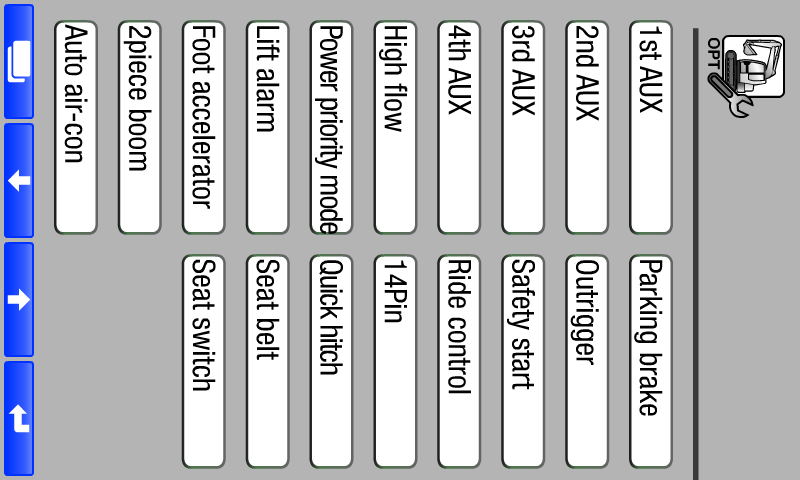 OPT
1st AUX
2nd AUX
3rd AUX
4th AUX
High flow
Power priority mode
Lift alarm
Foot accelerator
2piece boom
Auto air-con
Parking brake
Outrigger
Safety start
Ride control
14Pin
Quick hitch
Seat belt
Seat switch